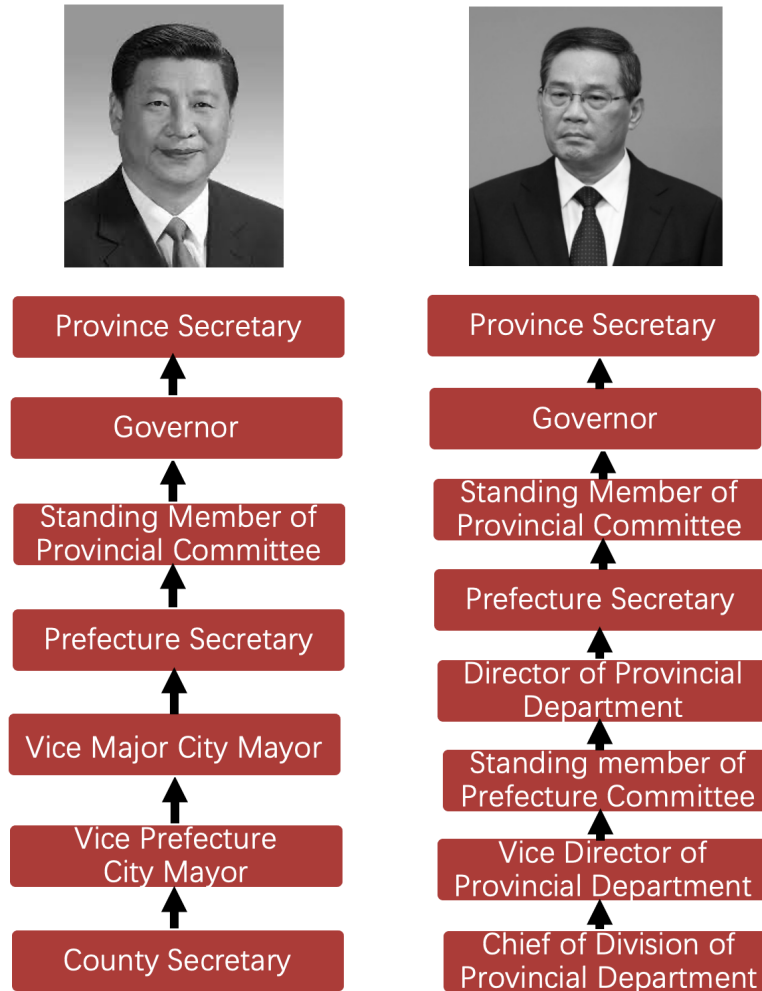 Province Secretary
Governor
Standing Member of
Provincial Committee
Prefecture Secretary
Vice Major City Mayor
Vice Prefecture
City Mayor
County Secretary
Province Secretary
Governor
Standing Member of
Provincial Committee
Prefecture Secretary
Director of Provincial
Department
Standing member of
Prefecture Committee
Vice Director of
Provincial Department
Chief of Division of
Provincial Department